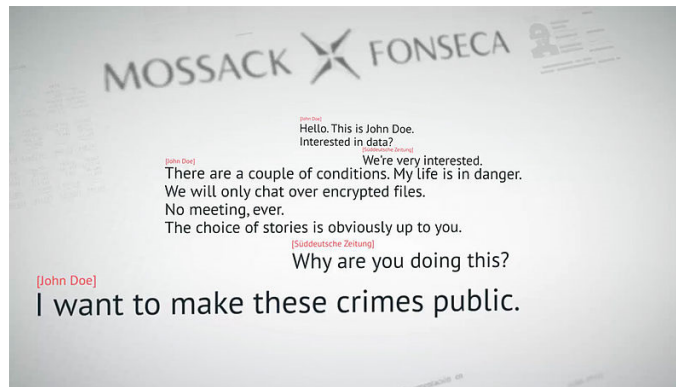 MOSSACK FONSECA
[John Doe]
Hello. This is John Doe.
Interested in data?
[Süddeutsche Zeitung]
We're very interested.
[John Doe]
There are a couple of conditions. My life is in danger.
We will only chat over encrypted files.
No meeting, ever.
The choice of stories is obviously up to you.
[Süddeutsche Zeitung]
Why are you doing this?
[John Doe]
I want to make these crimes public.